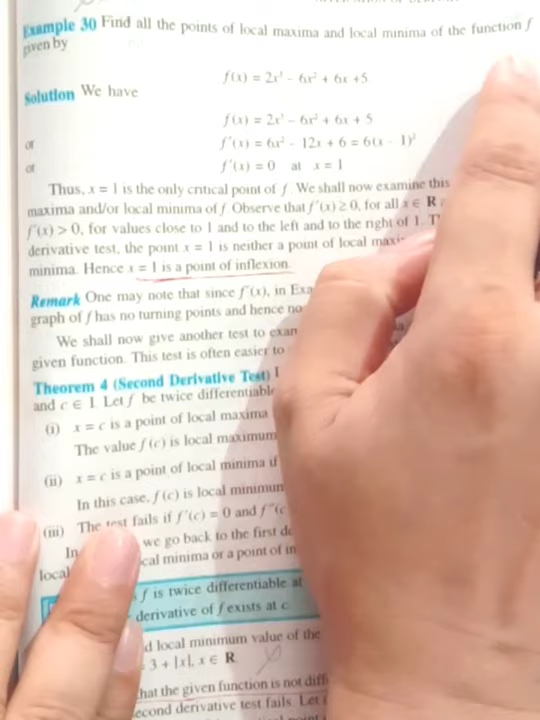 Example 30 Find all the points of local maxima and local minima of the function f
given by
f(x) = 2x³ – 6x² + 6x +5
Solution We have
f(x) = 2x³ – 6x² + 6x + 5
or f′(x) = 6x² – 12x + 6 = 6(x – 1)²
or f′(x) = 0 at x = 1
Thus, x = 1 is the only critical point of f. We shall now examine this
maxima and/or local minima of f. Observe that f′(x) ≥ 0, for all x ∈ R
f′(x) > 0, for values close to 1 and to the left and to the right of 1.
derivative test, the point x = 1 is neither a point of local
minima. Hence x = 1 is a point of inflexion.
Remark One may note that since f′(x), in
graph of f has no turning points and hence no
We shall now give another test to
given function. This test is often easier to
Theorem 4 (Second Derivative Test)
and c ∈ I. Let f be twice differentiable
(i) x = c is a point of local maxima
The value f(c) is local maximum
(ii) x = c is a point of local minima if
In this case, f(c) is local
(iii) The test fails if f′(c) = 0 and
In we go back to the first
local minima or a point of
f is twice differentiable at
derivative of f exists at c.
local minimum value of the
3 + |x|, x ∈ R.
that the given function is not
second derivative test fails.